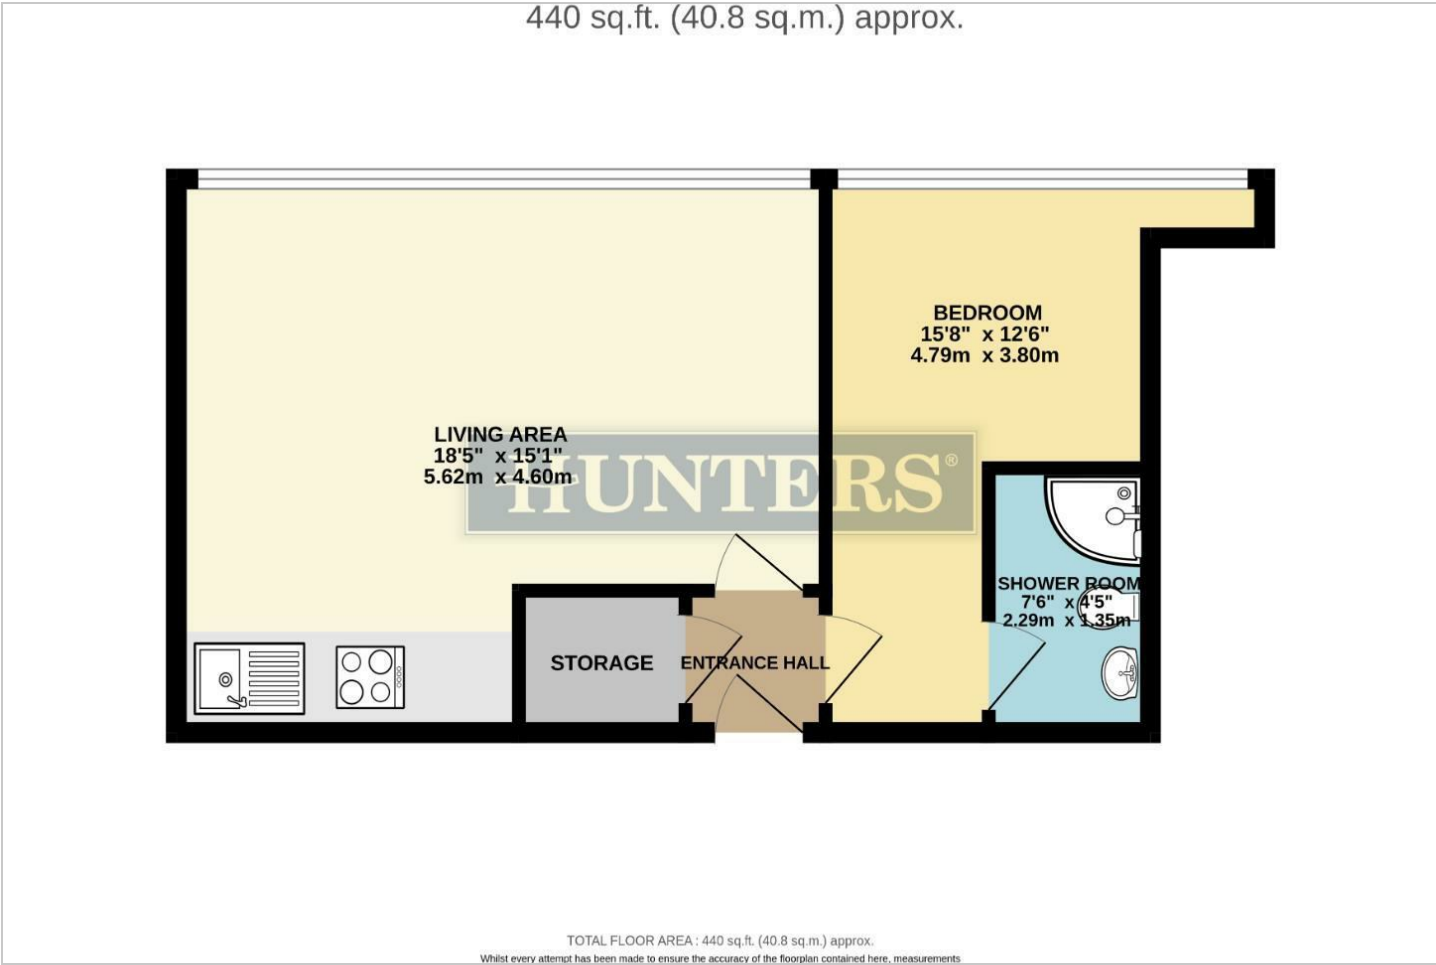 440 sq.ft. (40.8 sq.m.) approx.
BEDROOM
15'8" x 12'6"
4.79m x 3.80m
LIVING AREA
18'5" x 15'1"
5.62m x 4.60m
HUNTERS®
SHOWER ROOM
7'6" x 4'5"
2.29m x 1.35m
STORAGE
ENTRANCE HALL
TOTAL FLOOR AREA : 440 sq.ft. (40.8 sq.m.) approx.
Whilst every attempt has been made to ensure the accuracy of the floorplan contained here, measurements